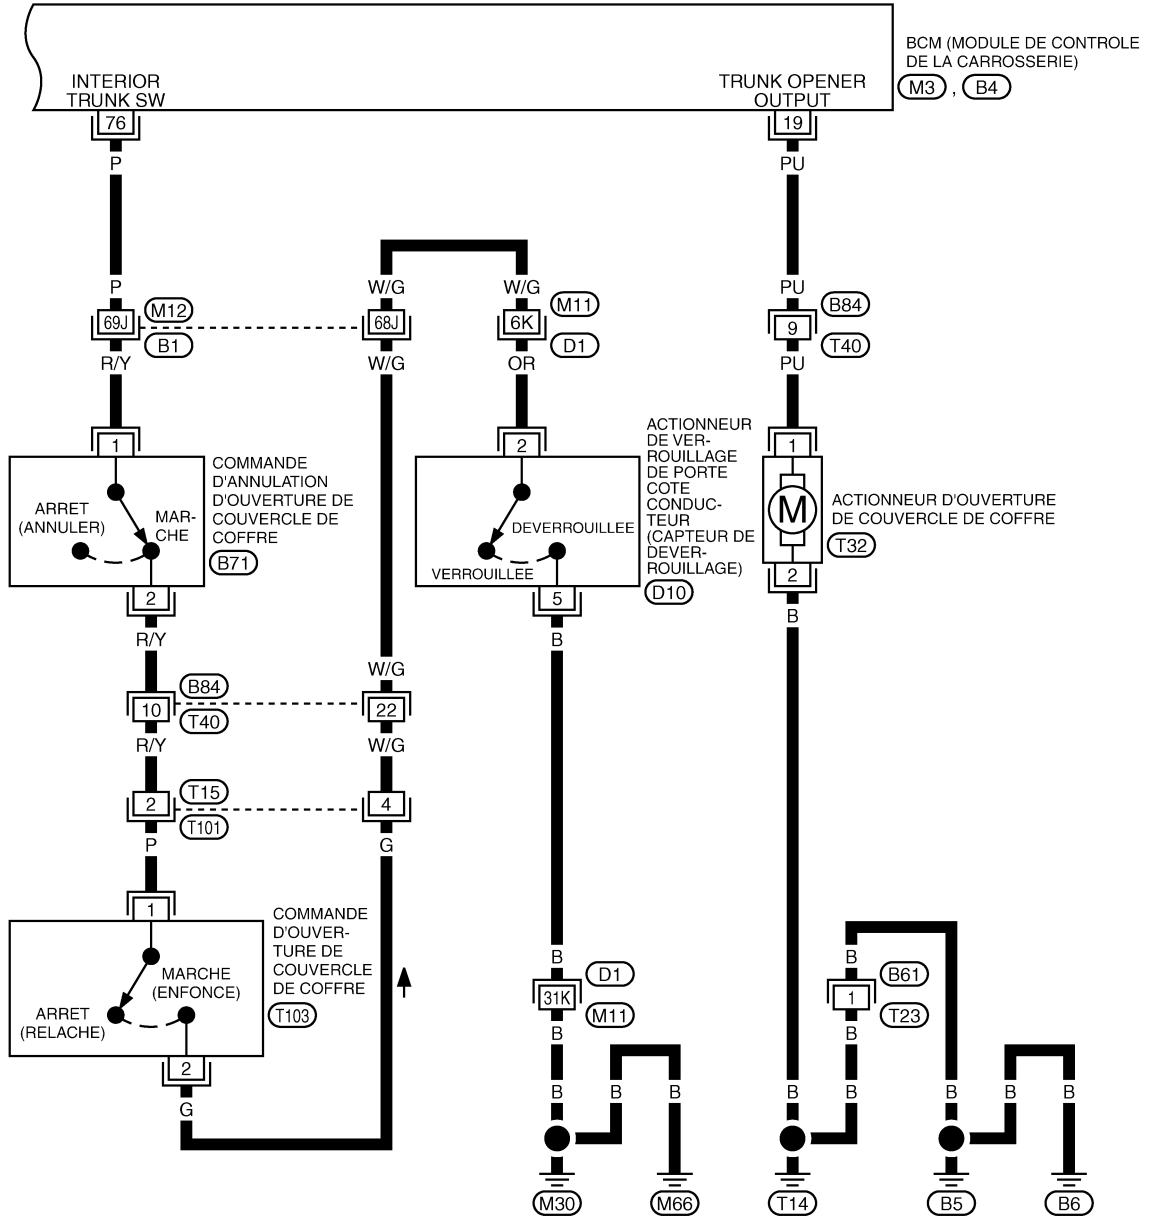 BCM (MODULE DE CONTROLE
DE LA CARROSSERIE)
M3 , B4
INTERIOR
TRUNK SW
TRUNK OPENER
OUTPUT
76
19
P
PU
P
W/G
W/G
PU
69J
M12
B1
68J
6K
M11
D1
9
B84
T40
R/Y
W/G
OR
PU
1
2
1
COMMANDE
D'ANNULATION
D'OUVERTURE DE
COUVERCLE DE
COFFRE
B71
ARRET
(ANNULER)
MAR-
CHE
2
ACTIONNEUR
DE VER-
ROUILLAGE
DE PORTE
COTE
CONDUC-
TEUR
(CAPTEUR DE
DEVER-
ROUILLAGE)
D10
DEVERROUILLEE
VERROUILLEE
5
M
ACTIONNEUR D'OUVERTURE
DE COUVERCLE DE COFFRE
T32
2
R/Y
B
B
W/G
10
B84
T40
22
R/Y
W/G
2
T15
T101
4
P
G
1
COMMANDE
D'OUVER-
TURE DE
COUVERCLE
DE COFFRE
T103
MARCHE
(ENFONCE)
ARRET
(RELACHE)
2
G
B
D1
31K
M11
B
B
B61
1
T23
B
B
B
B
B
B
B
B
B
M30
M66
T14
B5
B6